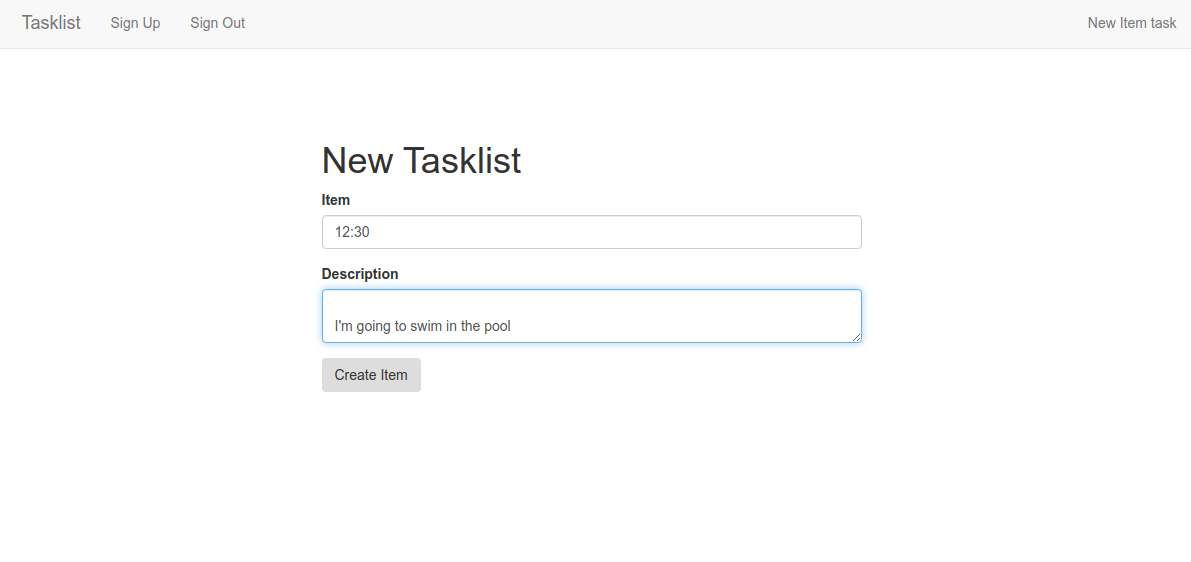 Tasklist Sign Up Sign Out New Item task
New Tasklist
Item
12:30
Description
I'm going to swim in the pool
Create Item